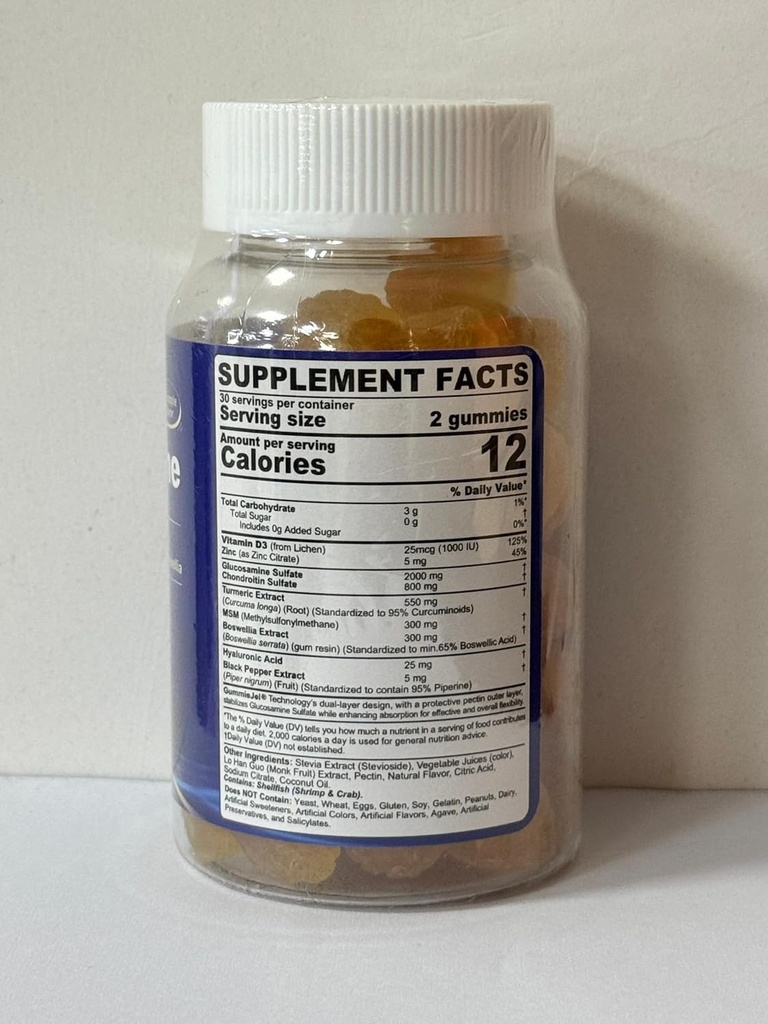 SUPPLEMENT FACTS
30 servings per container
Serving size 2 gummies
Amount per serving
Calories 12
% Daily Value*
Total Carbohydrate 3 g 1%*
Total Sugar 0 g †
Includes 0g Added Sugar 0%*
Vitamin D3 (from Lichen) 25mcg (1000 IU) 125%
Zinc (as Zinc Citrate) 5 mg 45%
Glucosamine Sulfate 2000 mg †
Chondroitin Sulfate 800 mg †
Turmeric Extract 550 mg †
(Curcuma longa) (Root) (Standardized to 95% Curcuminoids)
MSM (Methylsulfonylmethane) 300 mg †
Boswellia Extract 300 mg †
(Boswellia serrata) (gum resin) (Standardized to min.65% Boswellic Acid)
Hyaluronic Acid 25 mg †
Black Pepper Extract 5 mg †
(Piper nigrum) (Fruit) (Standardized to contain 95% Piperine)
GummieJel® Technology's dual-layer design, with a protective pectin outer layer,
stabilizes Glucosamine Sulfate while enhancing absorption for effective and overall flexibility.
*The % Daily Value (DV) tells you how much a nutrient in a serving of food contributes
to a daily diet. 2,000 calories a day is used for general nutrition advice.
†Daily Value (DV) not established.
Other Ingredients: Stevia Extract (Stevioside), Vegetable Juices (color),
Lo Han Guo (Monk Fruit) Extract, Pectin, Natural Flavor, Citric Acid,
Sodium Citrate, Coconut Oil.
Contains: Shellfish (Shrimp & Crab).
Does NOT Contain: Yeast, Wheat, Eggs, Gluten, Soy, Gelatin, Peanuts, Dairy,
Artificial Sweeteners, Artificial Colors, Artificial Flavors, Agave, Artificial
Preservatives, and Salicylates.